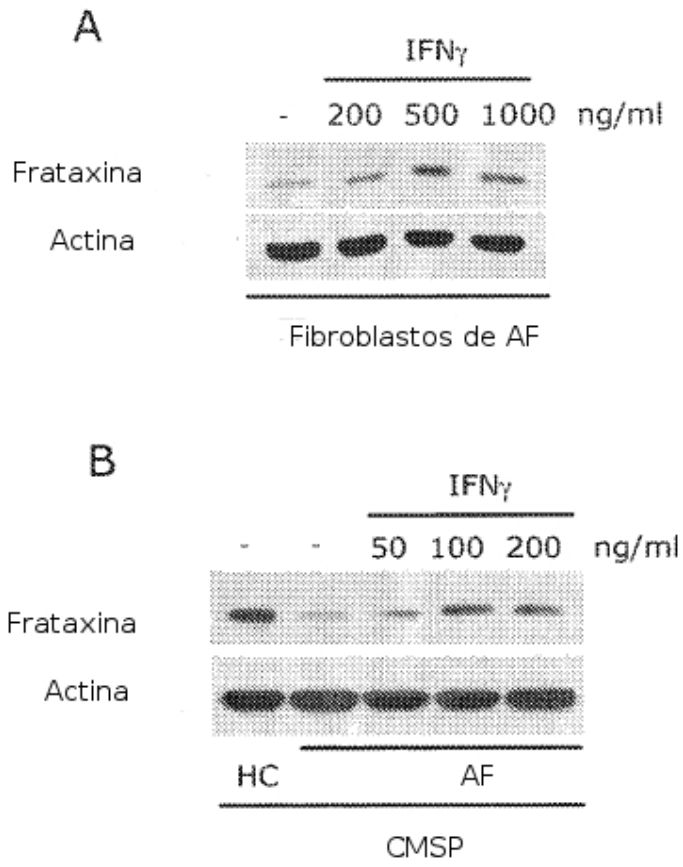 A
IFNγ
- 200 500 1000 ng/ml
Frataxina
Actina
Fibroblastos de AF
B
IFNγ
- - 50 100 200 ng/ml
Frataxina
Actina
HC AF
CMSP